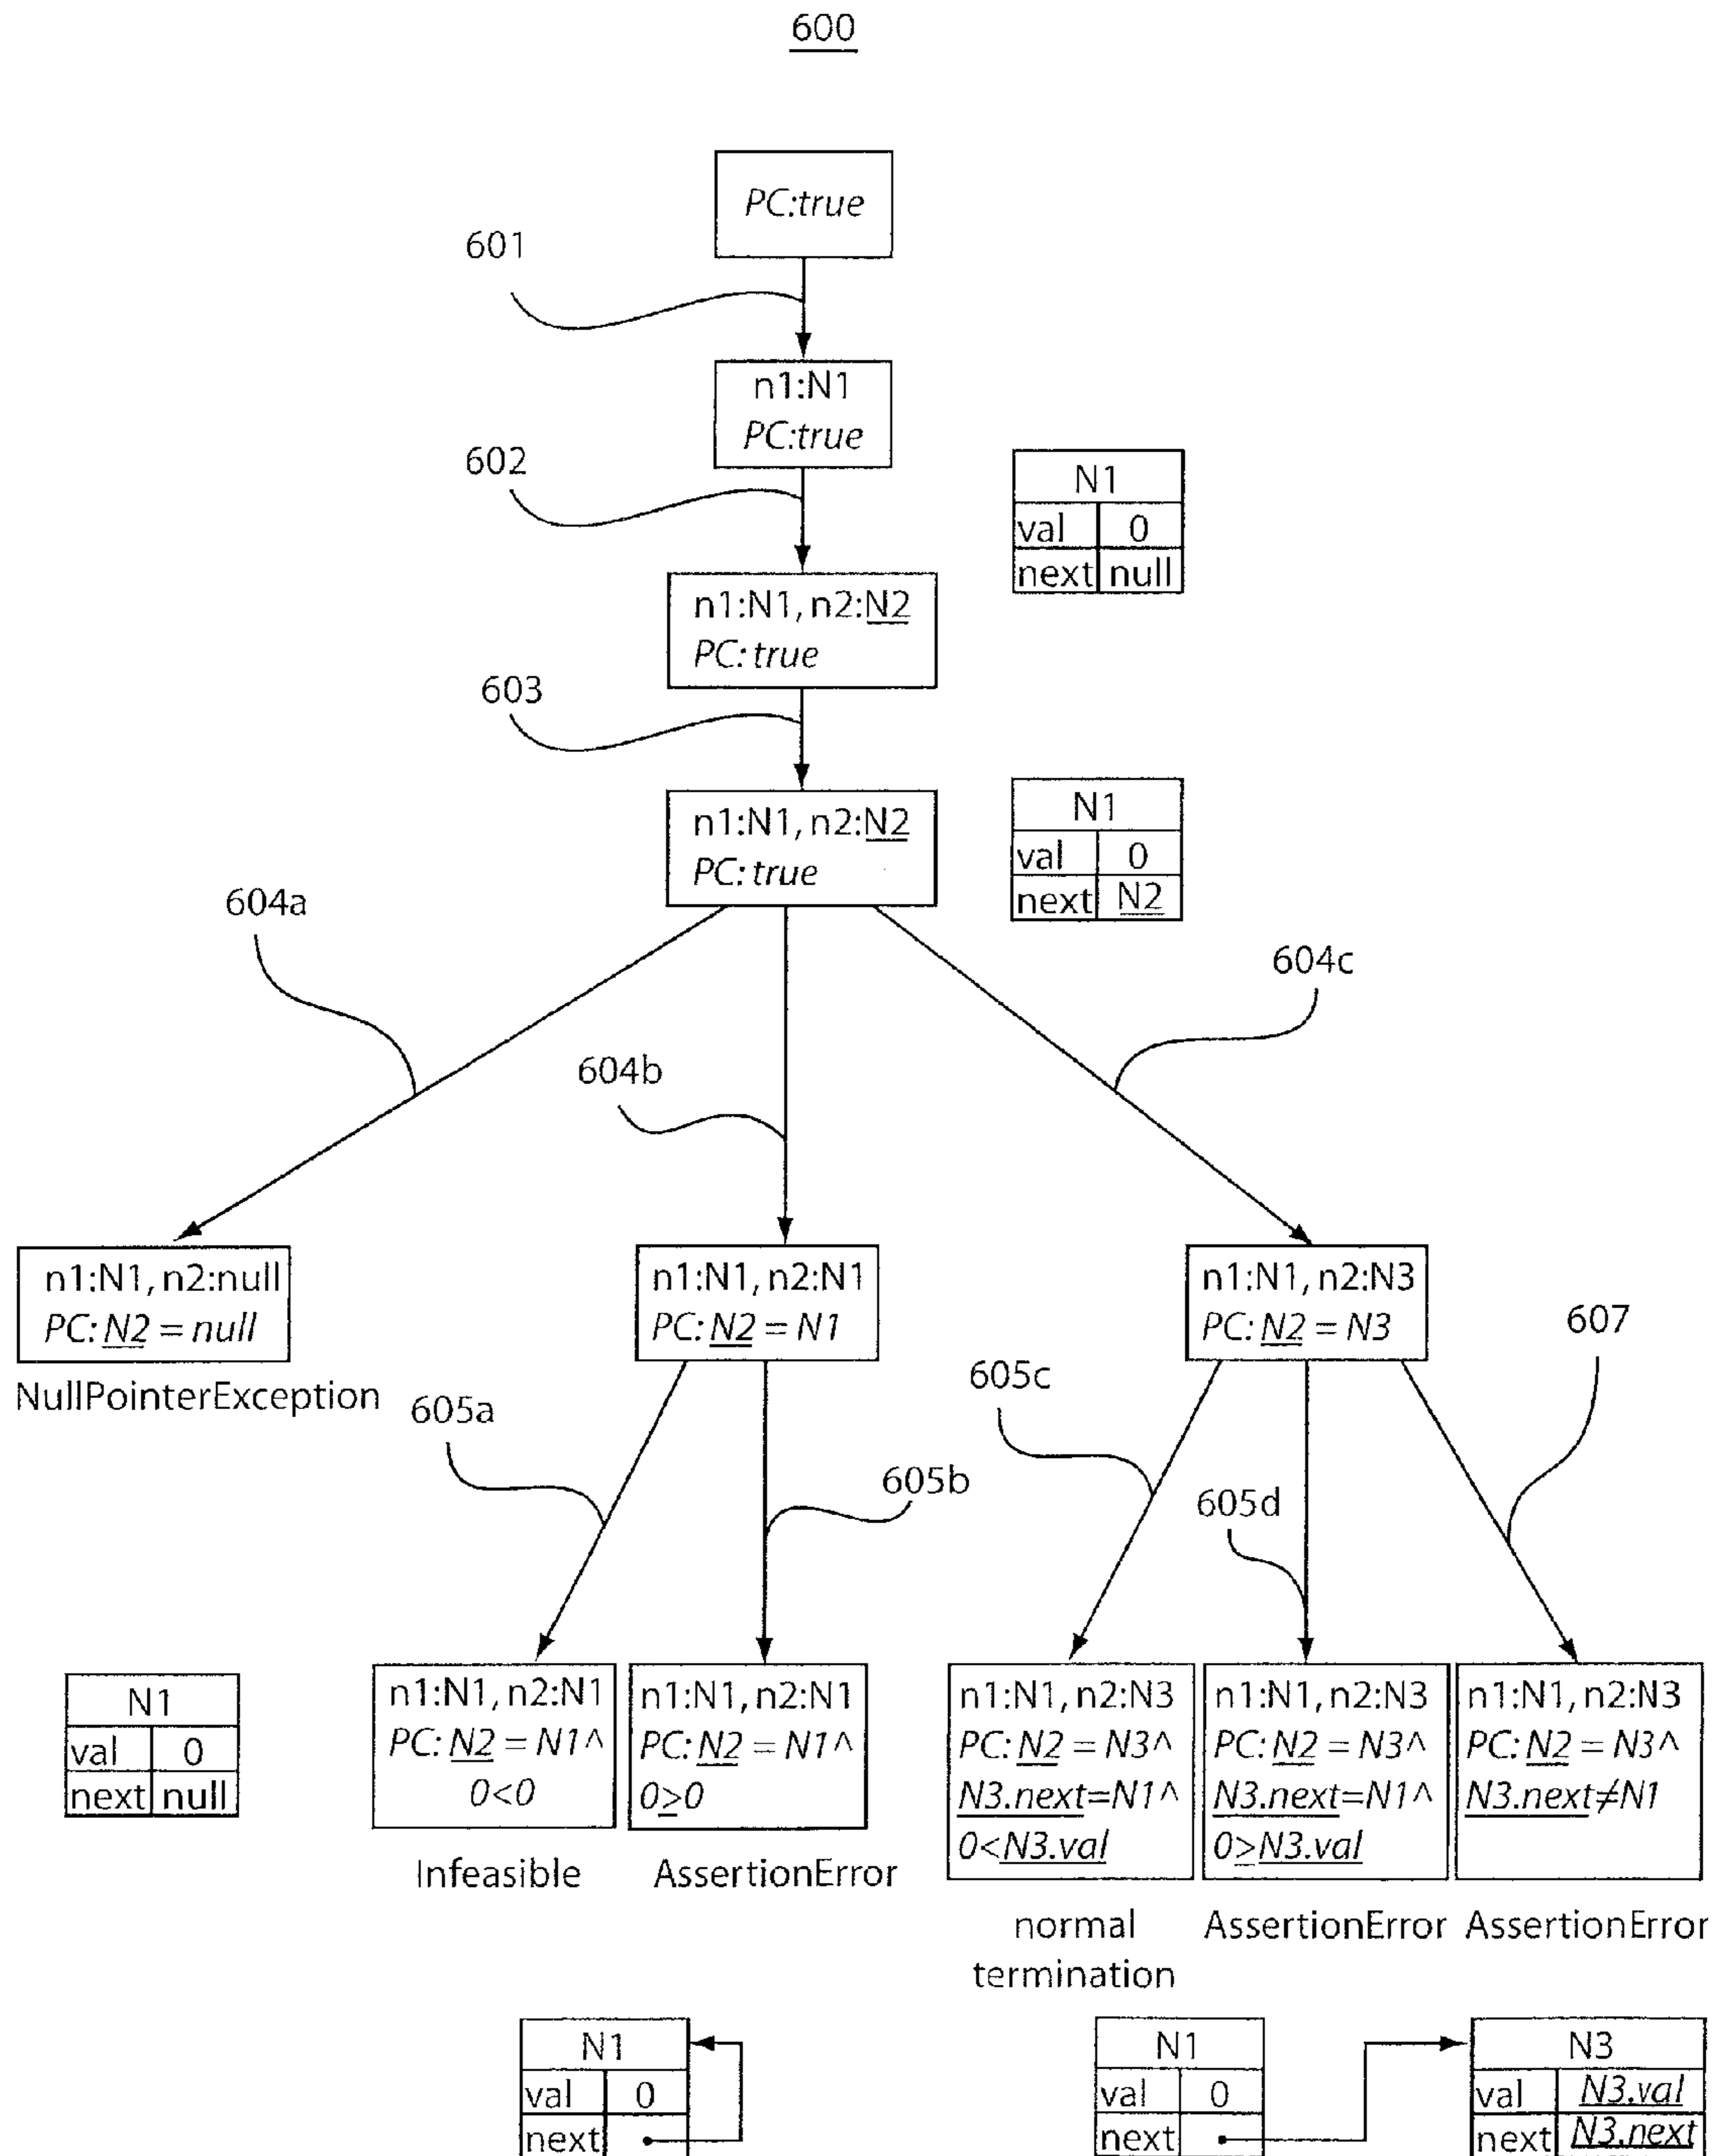 600
PC:true
601
n1:N1
PC:true
602
N1
val 0
next null
n1:N1, n2:N2
PC: true
603
n1:N1, n2:N2
PC: true
N1
val 0
next N2
604a
604b
604c
n1:N1, n2:null
PC: N2 = null
NullPointerException
n1:N1, n2:N1
PC: N2 = N1
n1:N1, n2:N3
PC: N2 = N3
607
605a
605b
605c
605d
N1
val 0
next null
n1:N1, n2:N1
PC: N2 = N1^
0<0
Infeasible
n1:N1, n2:N1
PC: N2 = N1^
0≥0
AssertionError
n1:N1, n2:N3
PC: N2 = N3^
N3.next=N1^
0<N3.val
normal
termination
n1:N1, n2:N3
PC: N2 = N3^
N3.next=N1^
0≥N3.val
AssertionError
n1:N1, n2:N3
PC: N2 = N3^
N3.next≠N1
AssertionError
N1
val 0
next
N1
val 0
next
N3
val N3.val
next N3.next